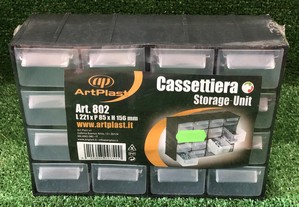 ap
ArtPlast
Cassettiera
Storage Unit
Art. 802
L 221 x P 85 x H 156 mm
www.artplast.it